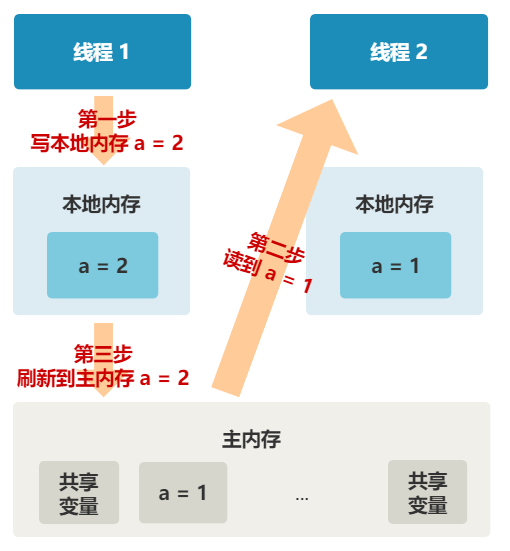 线程 1
线程 2
第一步
写本地内存 a = 2
本地内存
a = 2
本地内存
a = 1
第二步
读到 a = 1
第三步
刷新到主内存 a = 2
主内存
共享
变量
a = 1
...
共享
变量